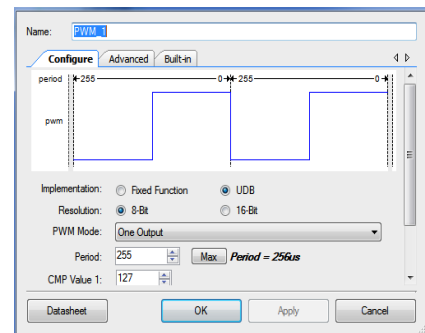 Name: PWM_1
Configure Advanced Built-in
period 255 0 255 0
pwm
Implementation: Fixed Function UDB
Resolution: 8-Bit 16-Bit
PWM Mode: One Output
Period: 255 Max Period = 256us
CMP Value 1: 127
Datasheet OK Apply Cancel